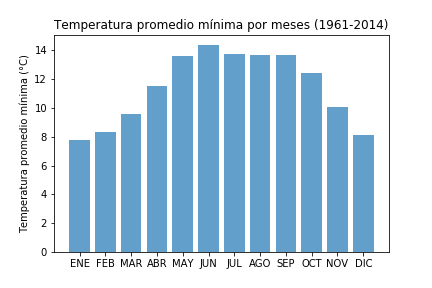 Temperatura promedio mínima por meses (1961-2014)
Temperatura promedio mínima (°C)
14
12
10
8
6
4
2
0
ENE FEB MAR ABR MAY JUN JUL AGO SEP OCT NOV DIC